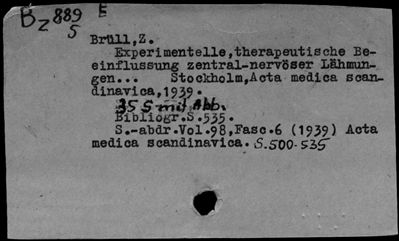 Bz 889 E
5
Brüll,Z.
Experimentelle,therapeutische Be-
einflussung zentral-nervöser Lähmun-
gen... Stockholm,Acta medica scan-
dinavica,1939.
35 S mit Abb.
Bibliogr.S.535.
S.-abdr.Vol.98,Fasc.6 (1939) Acta
medica scandinavica. S.500-535